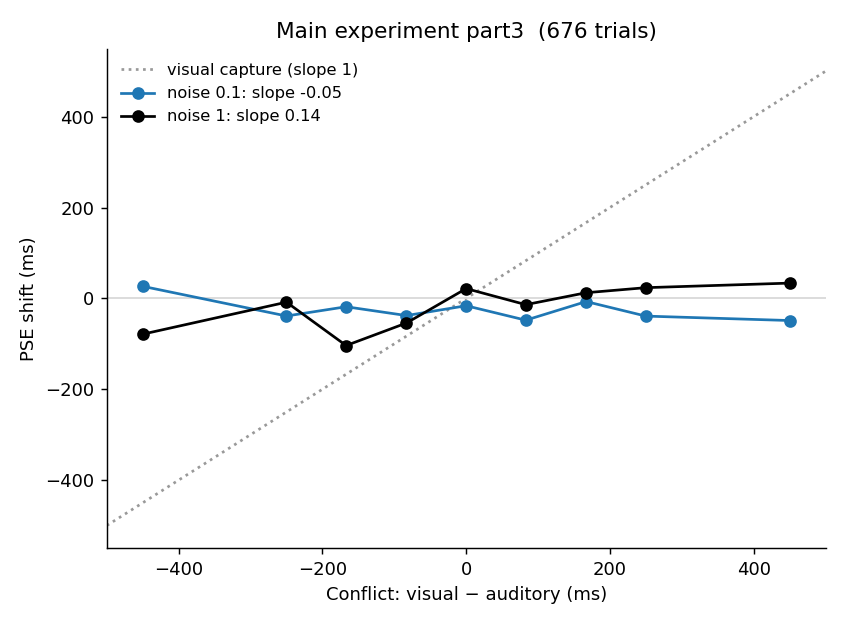 Main experiment part3  (676 trials)
visual capture (slope 1)
noise 0.1: slope -0.05
noise 1: slope 0.14
PSE shift (ms)
400
200
0
−200
−400
−400
−200
0
200
400
Conflict: visual − auditory (ms)